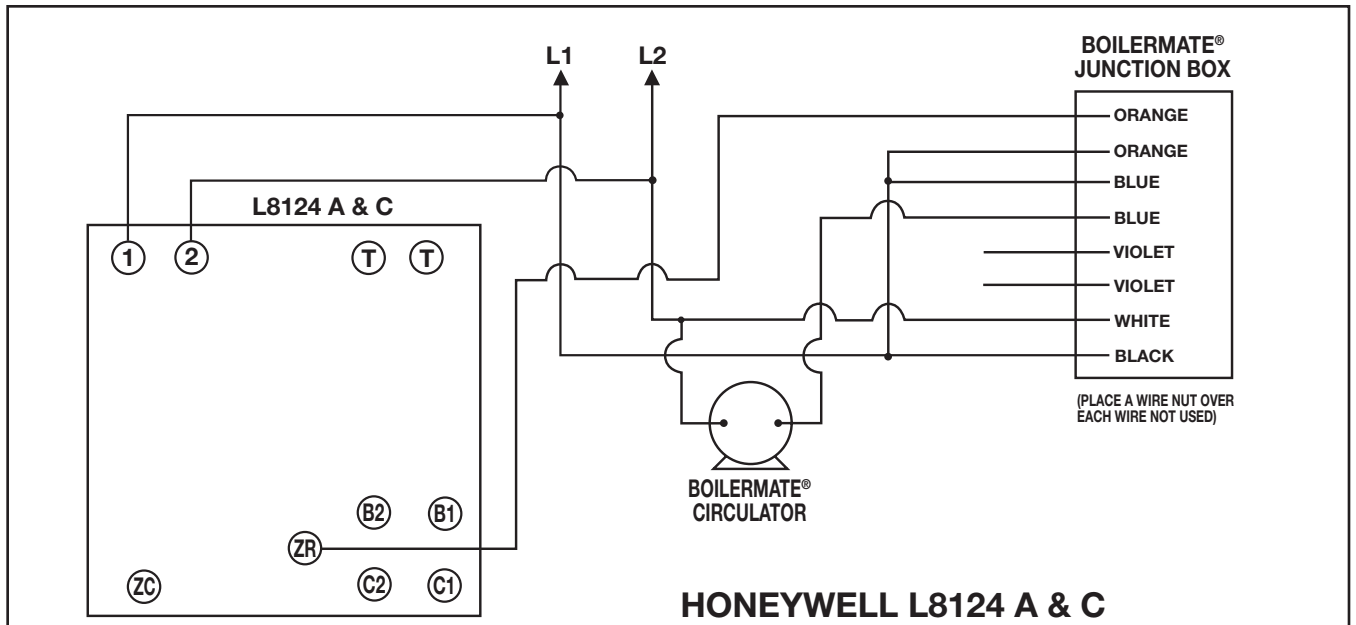 L1
L2
BOILERMATE®
JUNCTION BOX
ORANGE
ORANGE
BLUE
BLUE
VIOLET
VIOLET
WHITE
BLACK
(PLACE A WIRE NUT OVER
EACH WIRE NOT USED)
L8124 A & C
1
2
T
T
BOILERMATE®
CIRCULATOR
B2
B1
ZR
ZC
C2
C1
HONEYWELL L8124 A & C